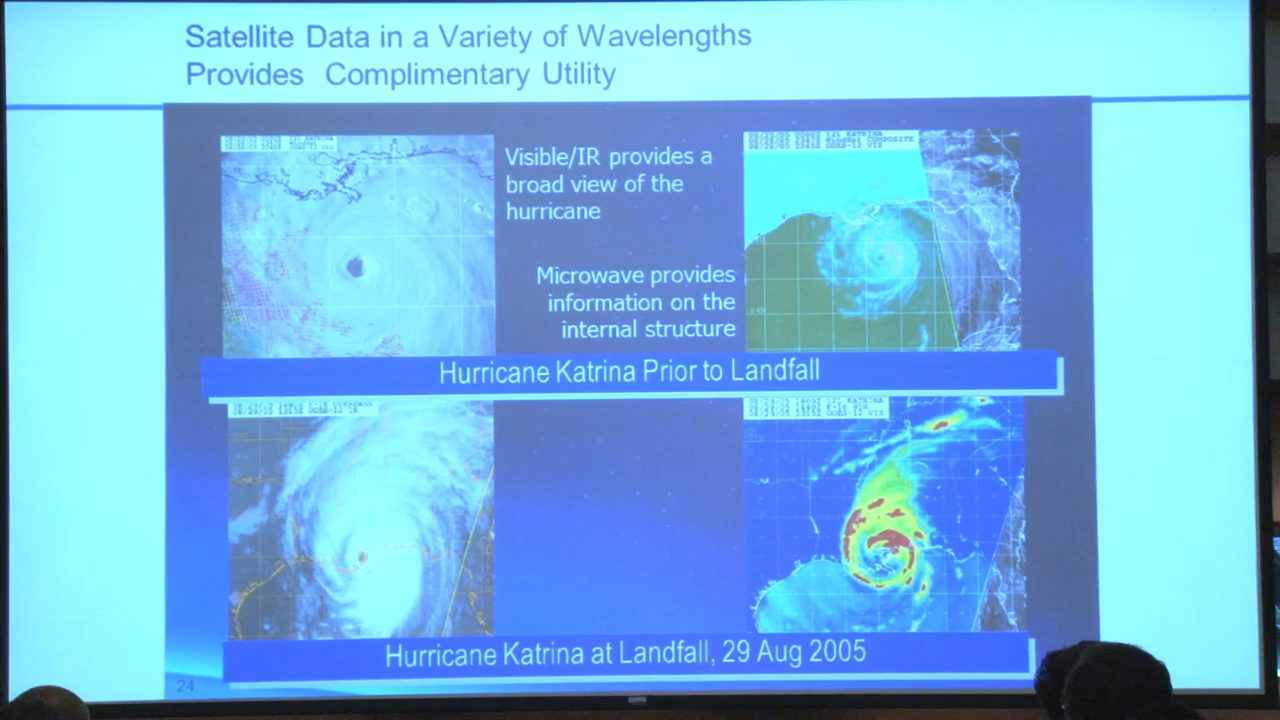 Satellite Data in a Variety of Wavelengths
Provides Complimentary Utility
Visible/IR provides a
broad view of the
hurricane
Microwave provides
information on the
internal structure
Hurricane Katrina Prior to Landfall
Hurricane Katrina at Landfall, 29 Aug 2005
24